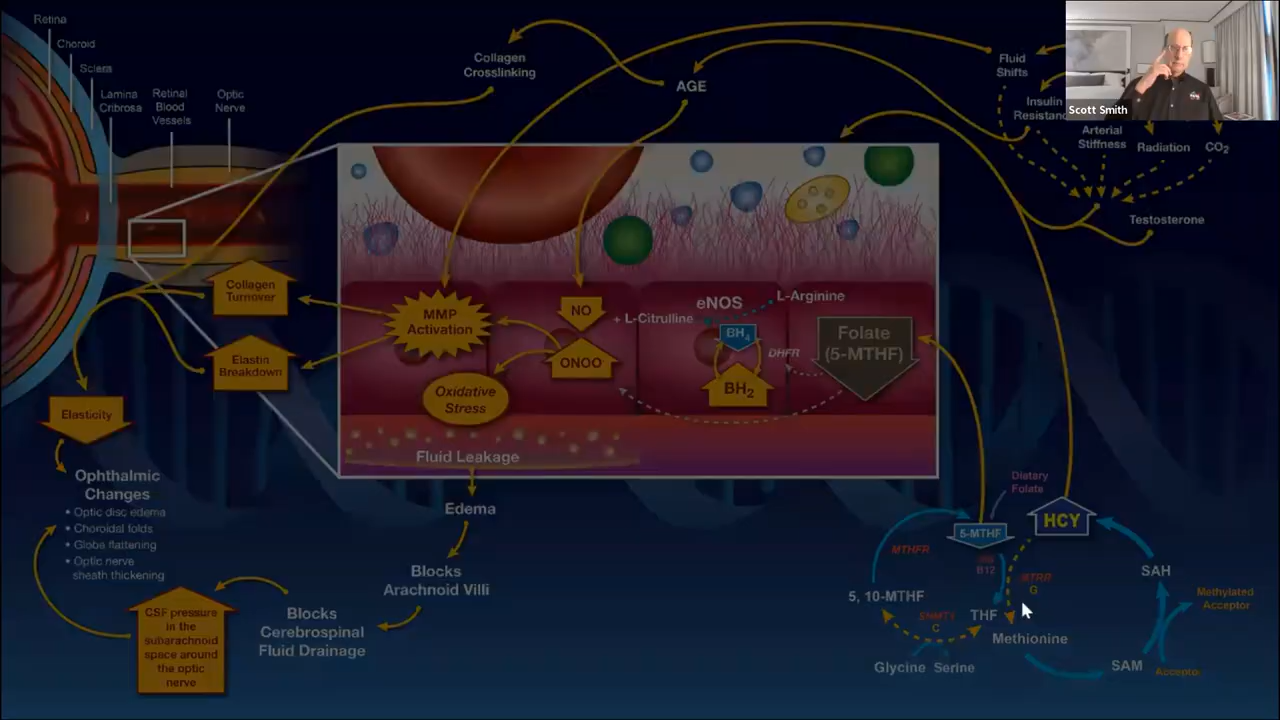 Retina
Choroid
Sclera
Lamina
Cribrosa
Retinal
Blood
Vessels
Optic
Nerve
Collagen
Crosslinking
AGE
Fluid
Shifts
Insulin
Resistance
Scott Smith
Arterial
Stiffness
Radiation
CO2
Testosterone
Collagen
Turnover
Elastin
Breakdown
Elasticity
MMP
Activation
NO
ONOO
Oxidative
Stress
eNOS
L-Arginine
+ L-Citrulline
BH4
BH2
DHFR
Folate
(5-MTHF)
Fluid Leakage
Edema
Blocks
Arachnoid Villi
Blocks
Cerebrospinal
Fluid Drainage
Ophthalmic
Changes
• Optic disc edema
• Choroidal folds
• Globe flattening
• Optic nerve
sheath thickening
CSF pressure
in the
subarachnoid
space around
the optic
nerve
Dietary
Folate
5-MTHF
HCY
MTHFR
B12
MTRR
G
5, 10-MTHF
SHMT1
C
THF
Methionine
Glycine Serine
SAH
SAM
Methylated
Acceptor
Acceptor